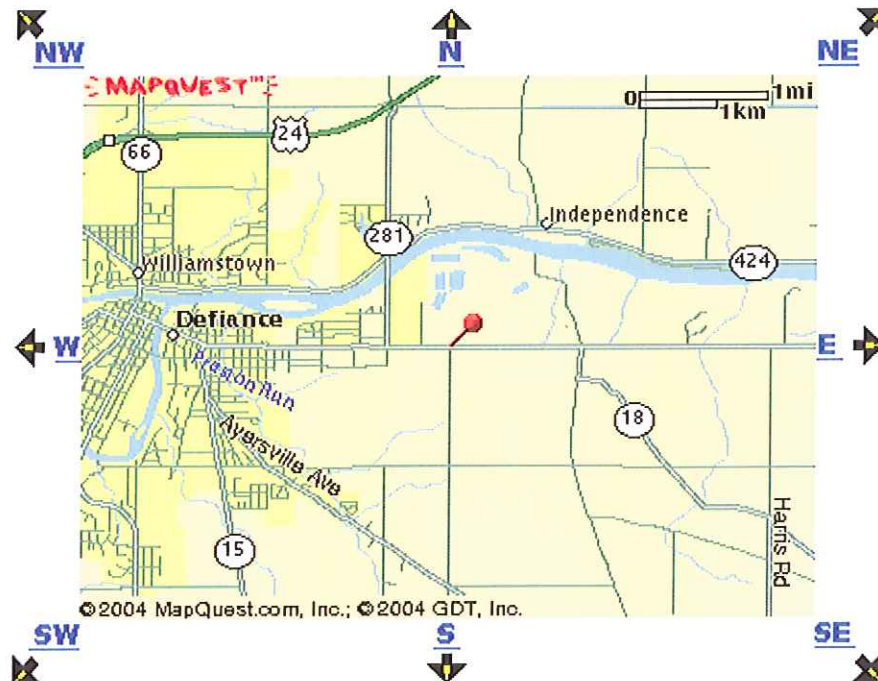 NW
N
NE
MAPQUEST™
0
1mi
1km
24
66
Independence
281
Williamstown
424
Defiance
W
E
Preston Run
18
Ayersville Ave
Harris Rd
15
©2004 MapQuest.com, Inc.; ©2004 GDT, Inc.
SW
S
SE